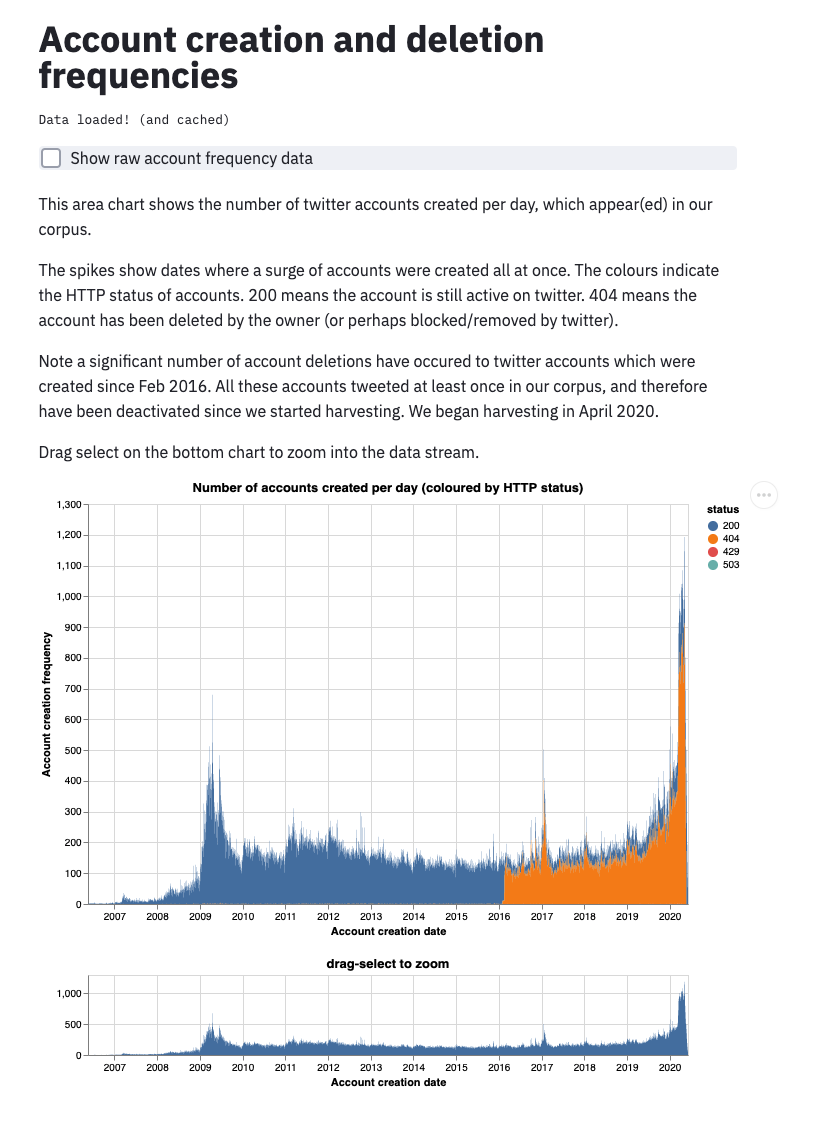 Account creation and deletion
frequencies
Data loaded! (and cached)
Show raw account frequency data
This area chart shows the number of twitter accounts created per day, which appear(ed) in our
corpus.
The spikes show dates where a surge of accounts were created all at once. The colours indicate
the HTTP status of accounts. 200 means the account is still active on twitter. 404 means the
account has been deleted by the owner (or perhaps blocked/removed by twitter).
Note a significant number of account deletions have occured to twitter accounts which were
created since Feb 2016. All these accounts tweeted at least once in our corpus, and therefore
have been deactivated since we started harvesting. We began harvesting in April 2020.
Drag select on the bottom chart to zoom into the data stream.
Number of accounts created per day (coloured by HTTP status)
status
200
404
429
503
Account creation frequency
1,300
1,200
1,100
1,000
900
800
700
600
500
400
300
200
100
0
2007 2008 2009 2010 2011 2012 2013 2014 2015 2016 2017 2018 2019 2020
Account creation date
drag-select to zoom
1,000
500
0
2007 2008 2009 2010 2011 2012 2013 2014 2015 2016 2017 2018 2019 2020
Account creation date